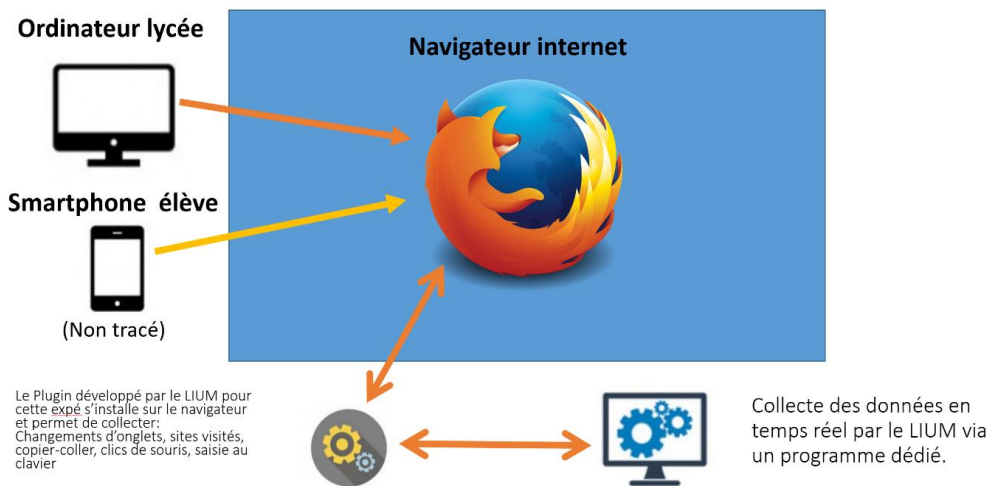 Ordinateur lycée
Navigateur internet
Smartphone élève
(Non tracé)
Le Plugin développé par le LIUM pour
cette expé s’installe sur le navigateur
et permet de collecter:
Changements d’onglets, sites visités,
copier-coller, clics de souris, saisie au
clavier
Collecte des données en
temps réel par le LIUM via
un programme dédié.